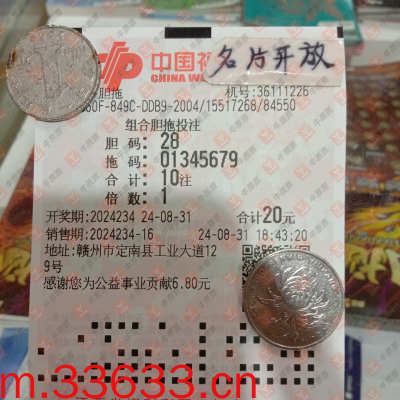 中国福
CHINA WE
名片开放
胆拖
机号:36111226
60F-849C-DDB9-2004/15517268/84550
组合胆拖投注
胆 码: 28
拖 码: 01345679
合 计: 10注
倍 数: 1
开奖期:2024234 24-08-31 合计20元
销售期:2024234-16 24-08-31 18:43:20
地址:赣州市定南县工业大道12
9号
感谢您为公益事业贡献6.80元
m.33633.cn